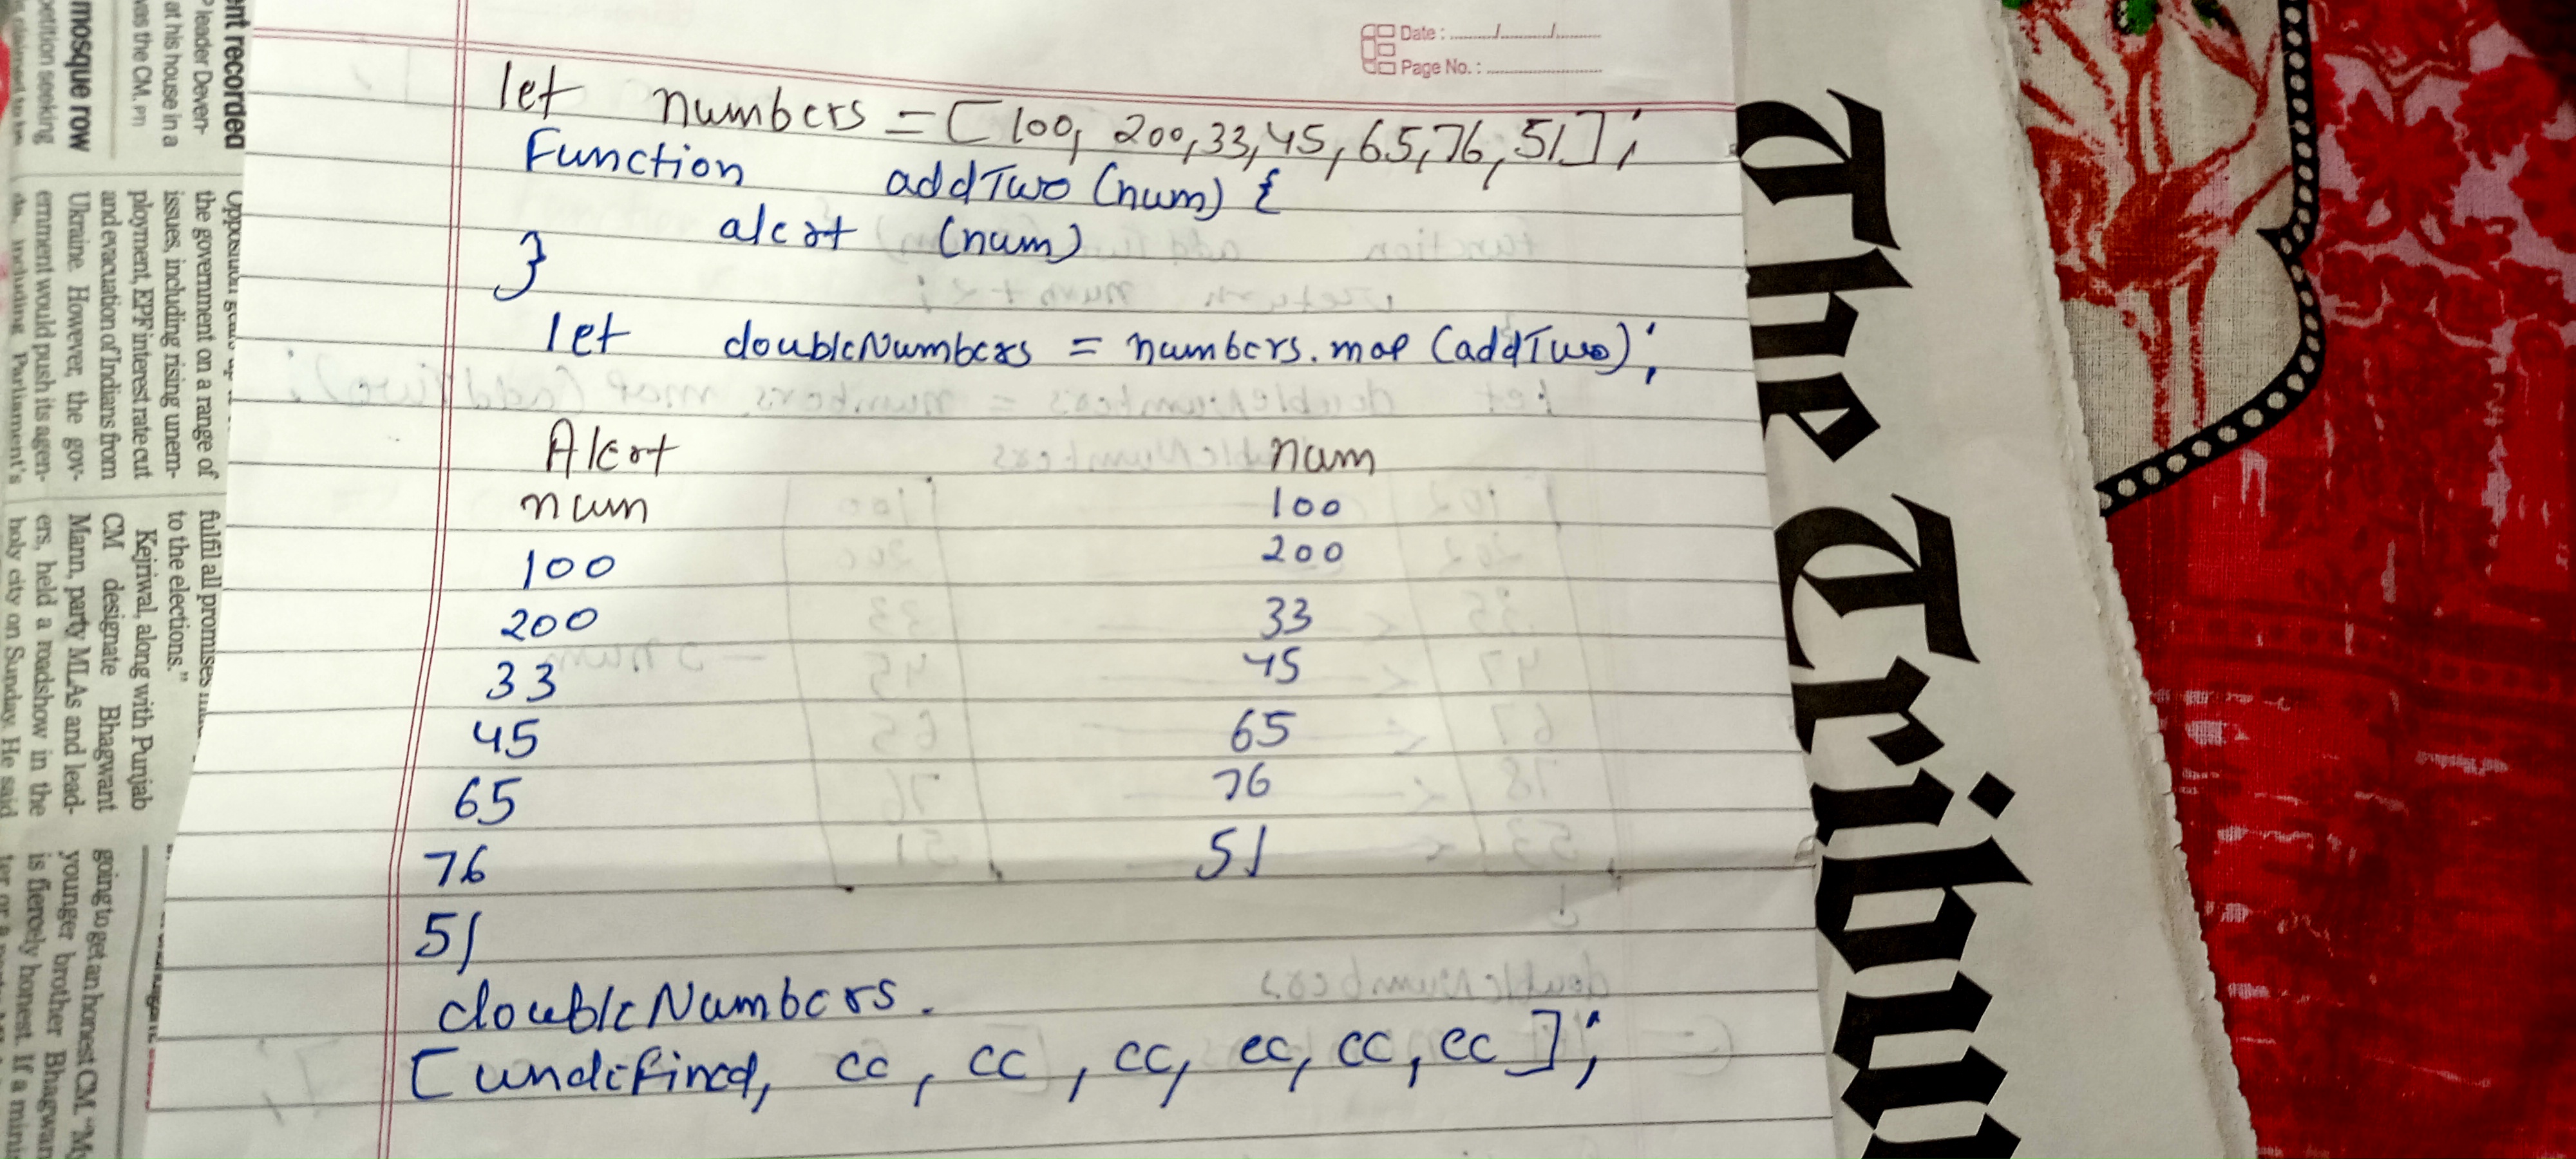 Date : ........./........./.........
Page No. : ........................
let numbers = [100, 200, 33, 45, 65, 76, 51];
Function addTwo (num) {
alert (num)
}
let doubleNumbers = numbers.map (addTwo);
Alert num
num 100
100 200
200 33
33 45
45 65
65 76
76 51
51
doubleNumbers.
[undefined, cc, cc, cc, cc, cc, cc];
The Tribu
ent recorded
P leader Deven-
at his house in a
was the CM. PTI
mosque row
petition seeking
the government on a range of
issues, including rising unem-
ployment, EPF interest rate cut
and evacuation of Indians from
Ukraine. However, the gov-
ernment would push its agen-
da, including Parliament's
fulfil all promises
to the elections."
Kejriwal, along with Punjab
CM designate Bhagwant
Mann, party MLAs and lead-
ers, held a roadshow in the
holy city on Sunday. He said
going to get an honest CM. "My
younger brother Bhagwan
is fiercely honest. If a minis